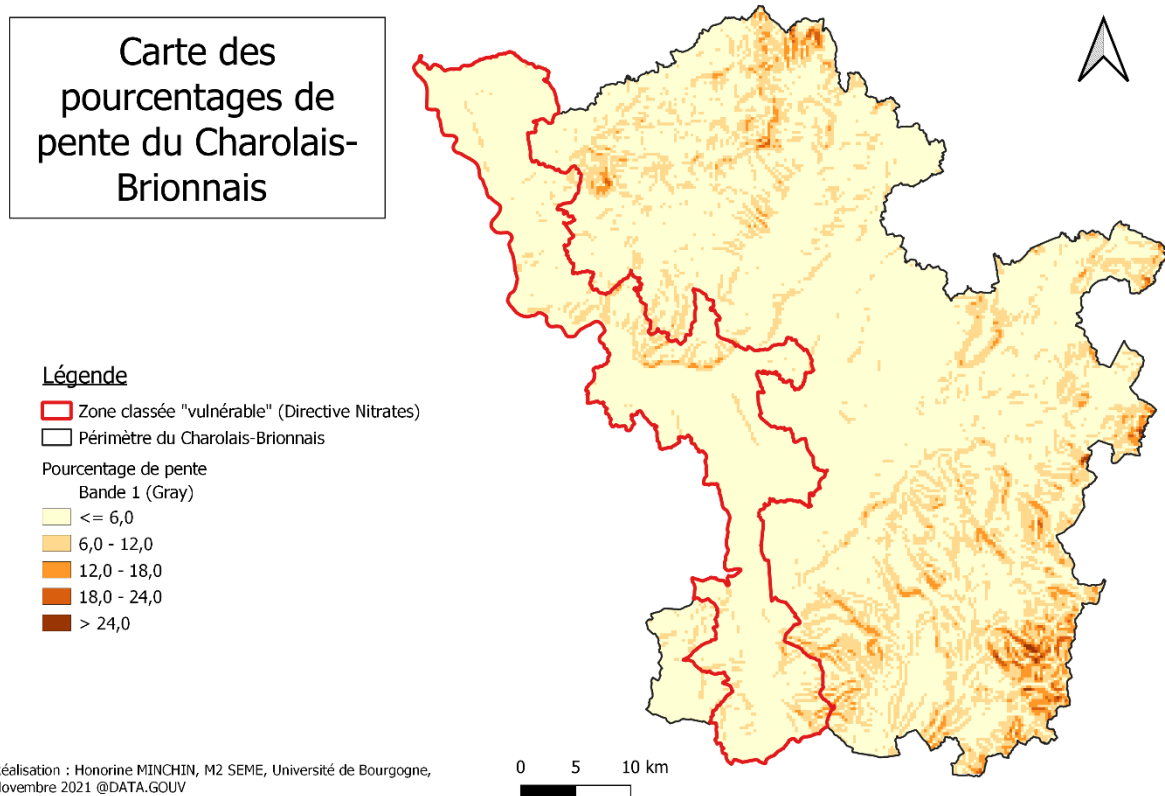 Carte des
pourcentages de
pente du Charolais-
Brionnais
Légende
Zone classée "vulnérable" (Directive Nitrates)
Périmètre du Charolais-Brionnais
Pourcentage de pente
Bande 1 (Gray)
<= 6,0
6,0 - 12,0
12,0 - 18,0
18,0 - 24,0
> 24,0
éalisation : Honorine MINCHIN, M2 SEME, Université de Bourgogne,
ovembre 2021 @DATA.GOUV
0 5 10 km